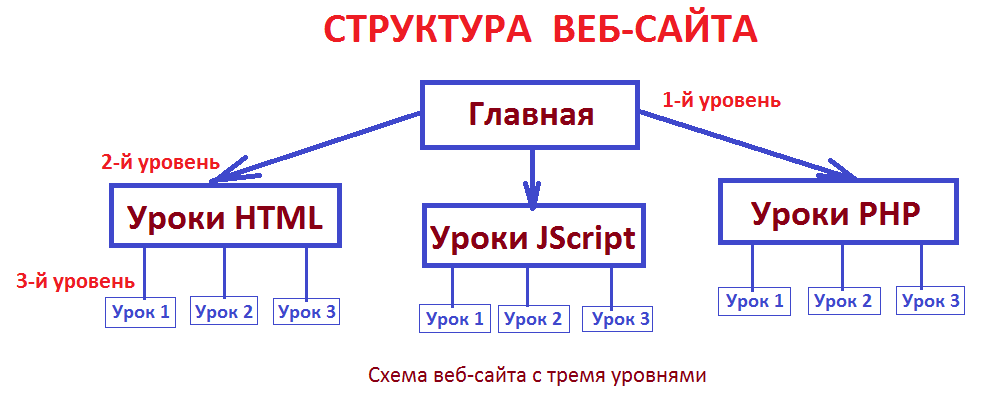 СТРУКТУРА ВЕБ-САЙТА
Главная
1-й уровень
2-й уровень
Уроки HTML
Уроки JScript
Уроки PHP
3-й уровень
Урок 1
Урок 2
Урок 3
Урок 1
Урок 2
Урок 3
Урок 1
Урок 2
Урок 3
Схема веб-сайта с тремя уровнями